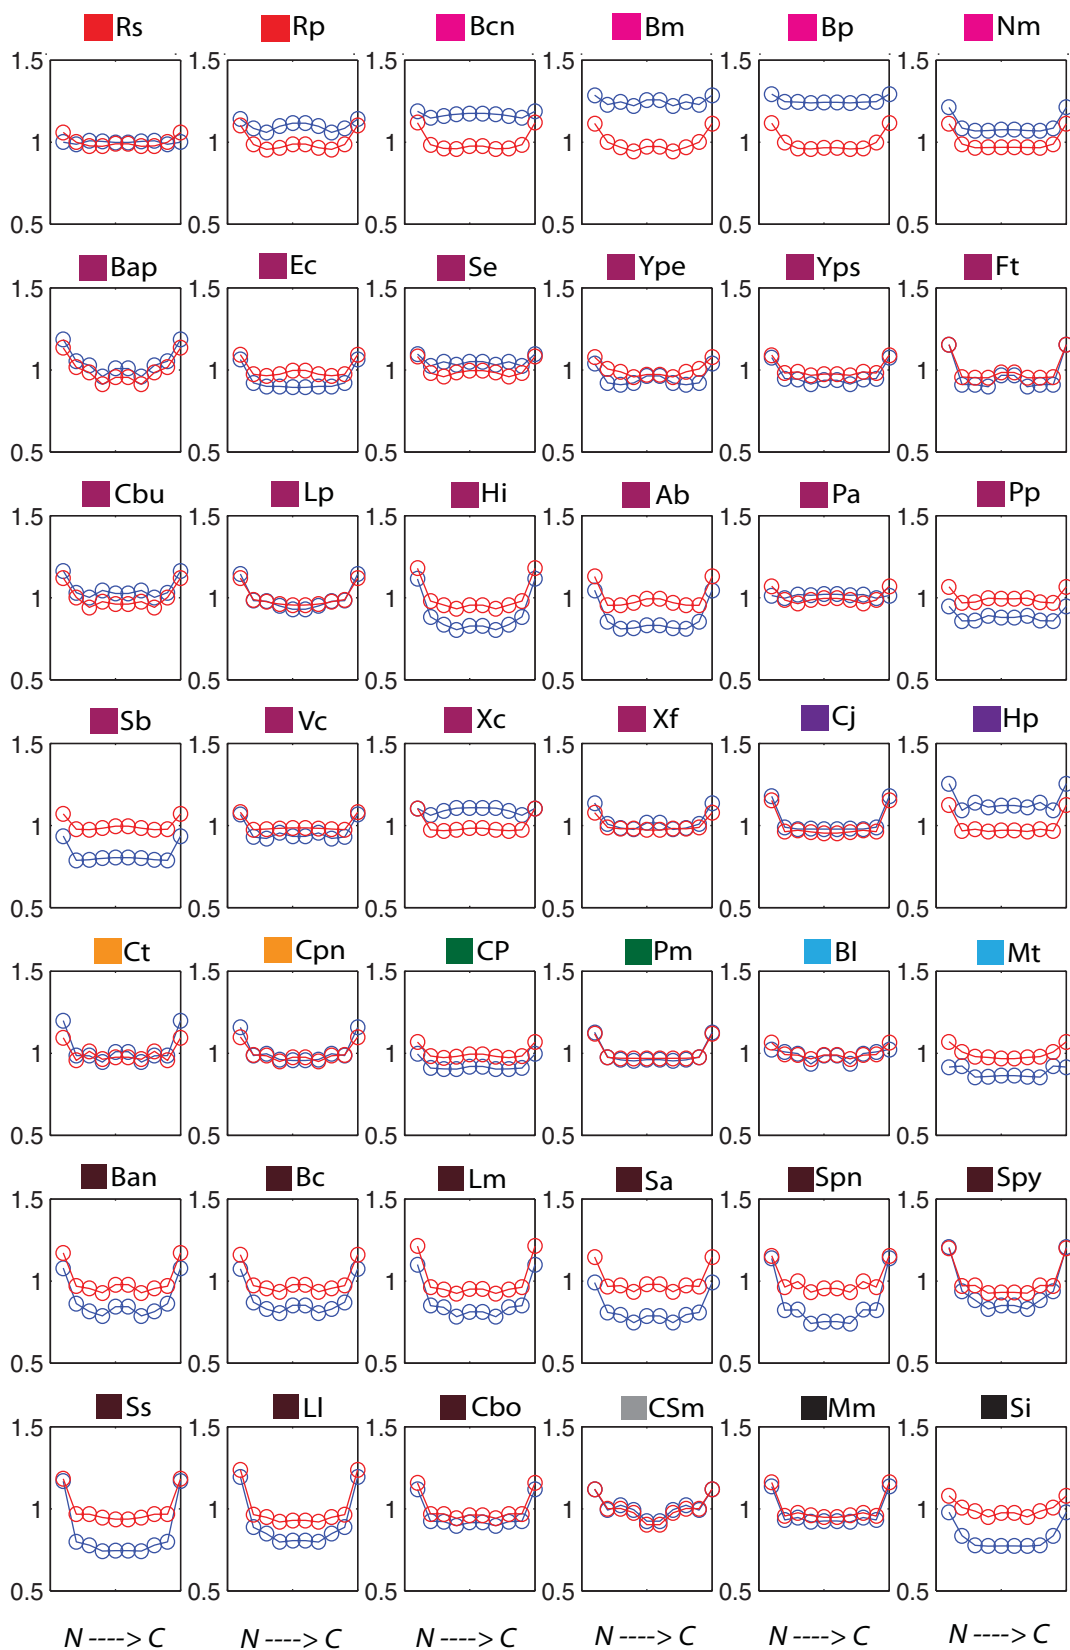 Rs Rp Bcn Bm Bp Nm
1.5 1.5 1.5 1.5 1.5 1.5
1 1 1 1 1 1
0.5 0.5 0.5 0.5 0.5 0.5
Bap Ec Se Ype Yps Ft
1.5 1.5 1.5 1.5 1.5 1.5
1 1 1 1 1 1
0.5 0.5 0.5 0.5 0.5 0.5
Cbu Lp Hi Ab Pa Pp
1.5 1.5 1.5 1.5 1.5 1.5
1 1 1 1 1 1
0.5 0.5 0.5 0.5 0.5 0.5
Sb Vc Xc Xf Cj Hp
1.5 1.5 1.5 1.5 1.5 1.5
1 1 1 1 1 1
0.5 0.5 0.5 0.5 0.5 0.5
Ct Cpn CP Pm Bl Mt
1.5 1.5 1.5 1.5 1.5 1.5
1 1 1 1 1 1
0.5 0.5 0.5 0.5 0.5 0.5
Ban Bc Lm Sa Spn Spy
1.5 1.5 1.5 1.5 1.5 1.5
1 1 1 1 1 1
0.5 0.5 0.5 0.5 0.5 0.5
Ss Ll Cbo CSm Mm Si
1.5 1.5 1.5 1.5 1.5 1.5
1 1 1 1 1 1
0.5 0.5 0.5 0.5 0.5 0.5
N ----> C N ----> C N ----> C N ----> C N ----> C N ----> C